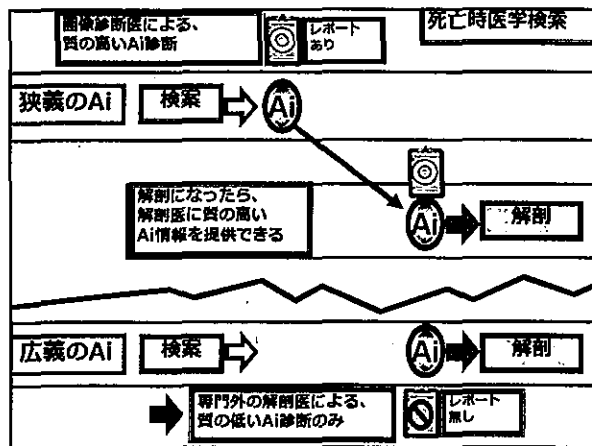 画像診断医による、
質の高いAi診断
レポート
あり
死亡時医学検索
狭義のAi
検案
Ai
解剖になったら、
解剖医に質の高い
Ai情報を提供できる
Ai
解剖
広義のAi
検案
Ai
解剖
専門外の解剖医による、
質の低いAi診断のみ
レポート
無し